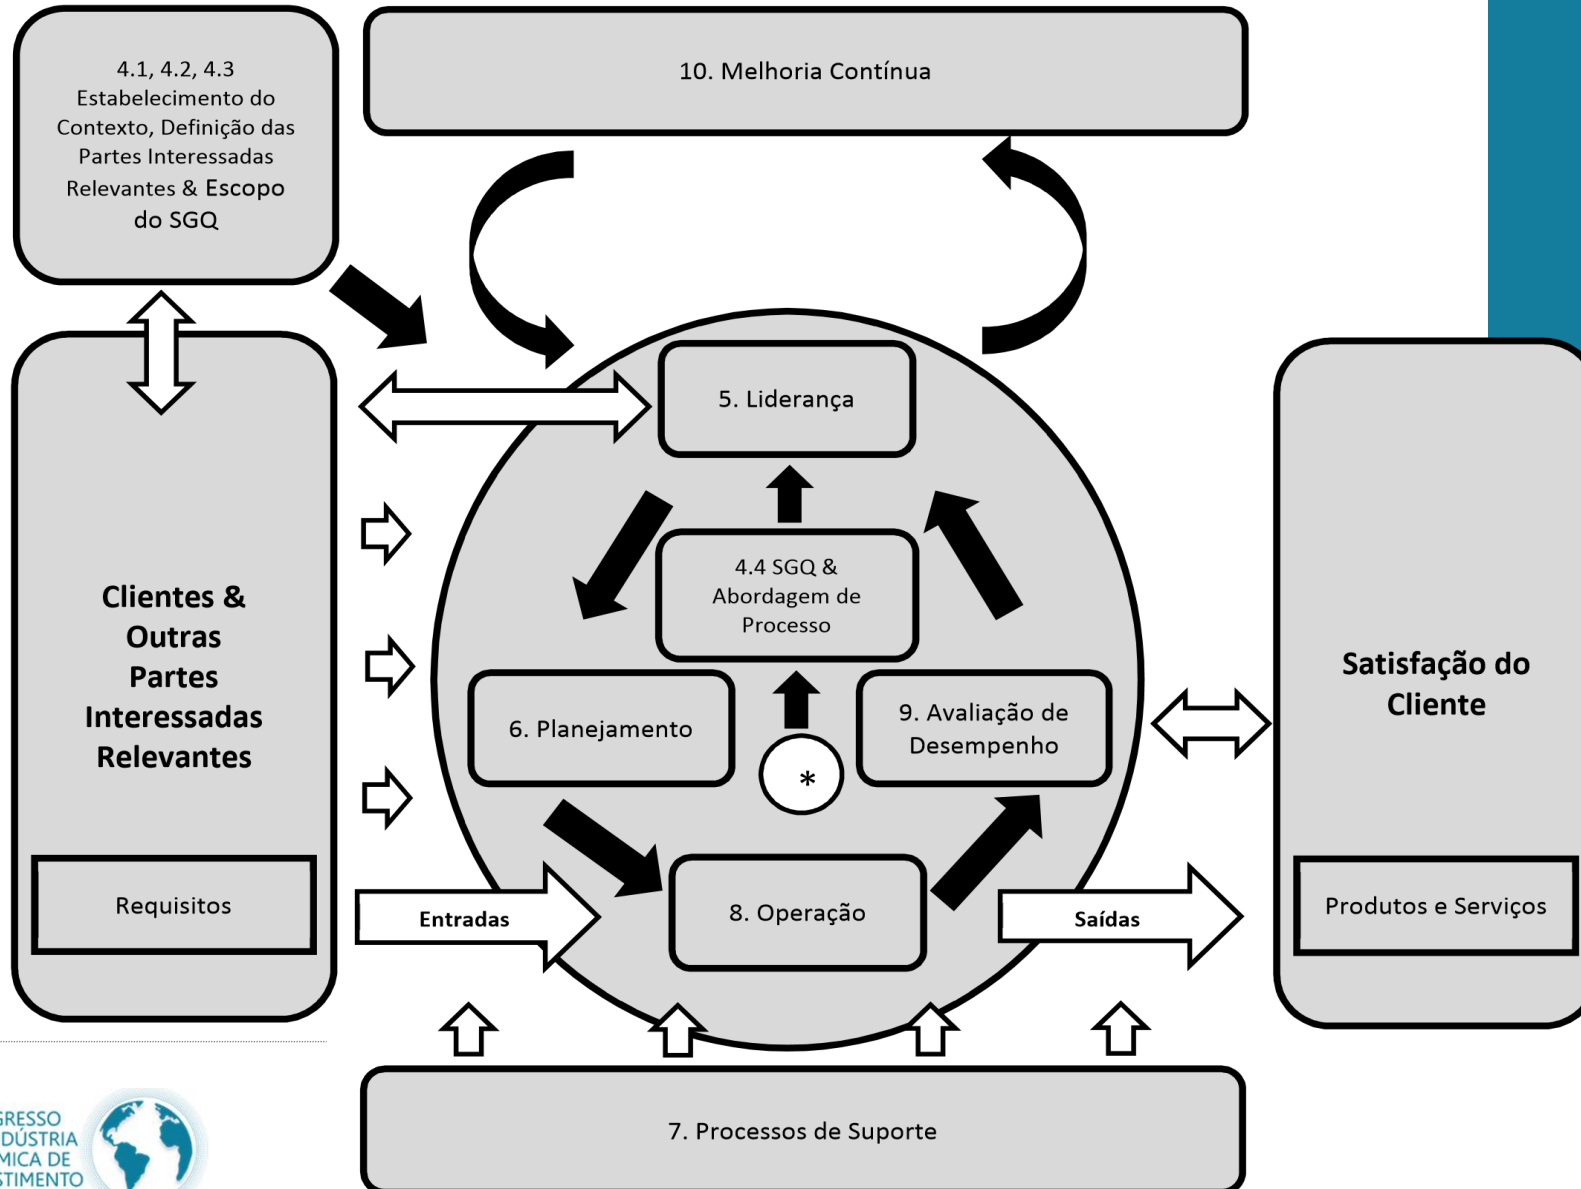 4.1, 4.2, 4.3
Estabelecimento do
Contexto, Definição das
Partes Interessadas
Relevantes & Escopo
do SGQ
10. Melhoria Contínua
5. Liderança
4.4 SGQ &
Abordagem de
Processo
Clientes &
Outras
Partes
Interessadas
Relevantes
6. Planejamento
9. Avaliação de
Desempenho
*
Satisfação do
Cliente
Requisitos
Entradas
8. Operação
Saídas
Produtos e Serviços
7. Processos de Suporte
DE